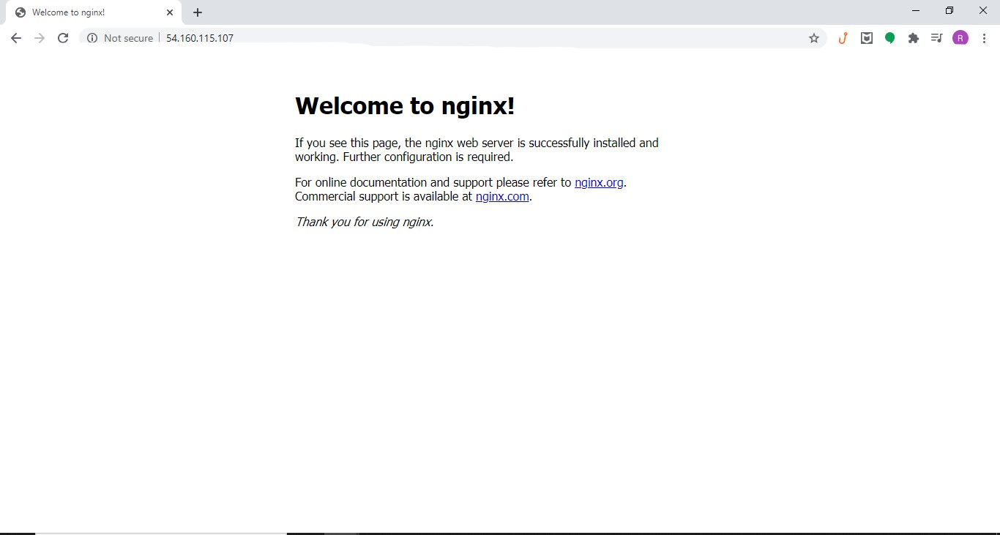 Welcome to nginx!
Not secure 54.160.115.107
R
Welcome to nginx!
If you see this page, the nginx web server is successfully installed and
working. Further configuration is required.
For online documentation and support please refer to nginx.org.
Commercial support is available at nginx.com.
Thank you for using nginx.